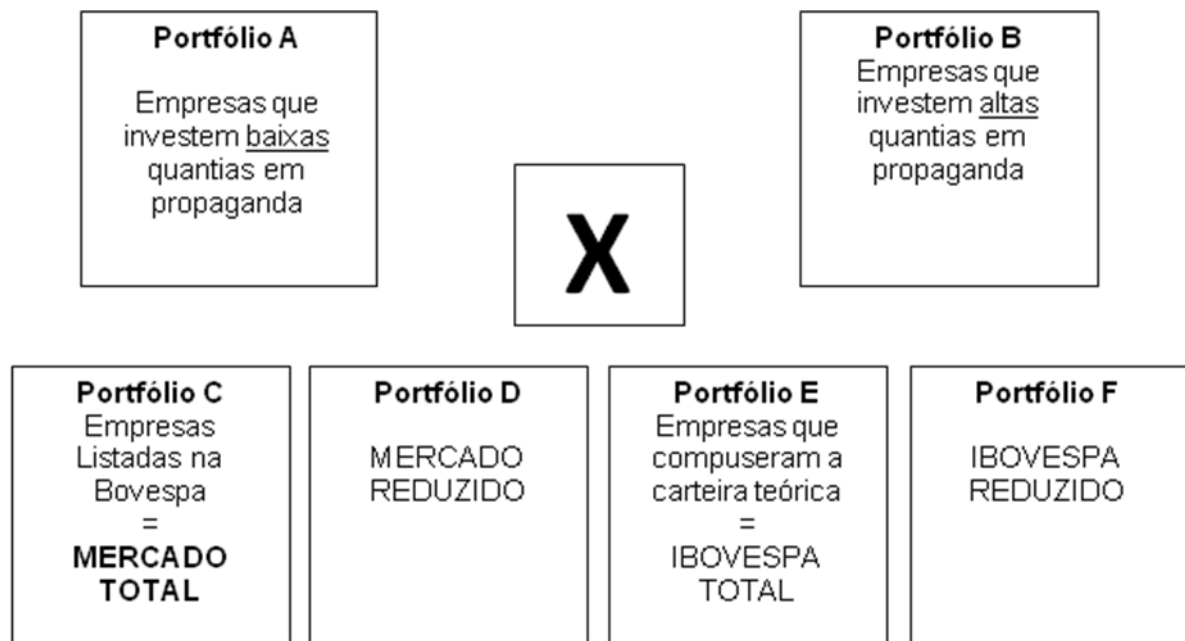 Portfólio A
Empresas que
investem baixas
quantias em
propaganda
Portfólio B
Empresas que
investem altas
quantias em
propaganda
X
Portfólio C
Empresas
Listadas na
Bovespa
=
MERCADO
TOTAL
Portfólio D
MERCADO
REDUZIDO
Portfólio E
Empresas que
compuseram a
carteira teórica
=
IBOVESPA
TOTAL
Portfólio F
IBOVESPA
REDUZIDO